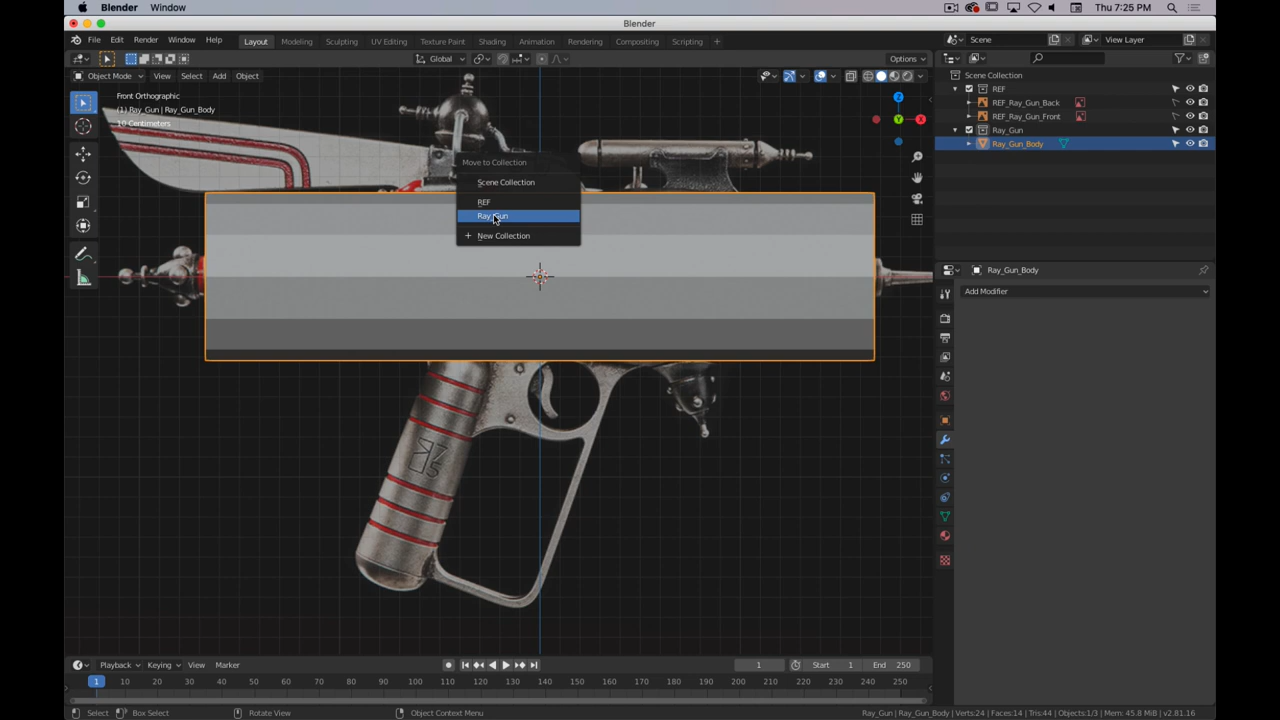 Blender Window Thu 7:25 PM
Blender
File Edit Render Window Help Layout Modeling Sculpting UV Editing Texture Paint Shading Animation Rendering Compositing Scripting + Scene View Layer
Global Options
Object Mode View Select Add Object
Front Orthographic
(1) Ray_Gun | Ray_Gun_Body
10 Centimeters
Scene Collection
REF
REF_Ray_Gun_Back
REF_Ray_Gun_Front
Ray_Gun
Ray_Gun_Body
Move to Collection
Scene Collection
REF
Ray_Gun
+ New Collection
Ray_Gun_Body
Add Modifier
Z
Y
X
Playback Keying View Marker 1 Start 1 End 250
1 10 20 30 40 50 60 70 80 90 100 110 120 130 140 150 160 170 180 190 200 210 220 230 240 250
Select Box Select Rotate View Object Context Menu Ray_Gun | Ray_Gun_Body | Verts:24 | Faces:14 | Tris:44 | Objects:1/3 | Mem: 45.8 MiB | v2.81.16